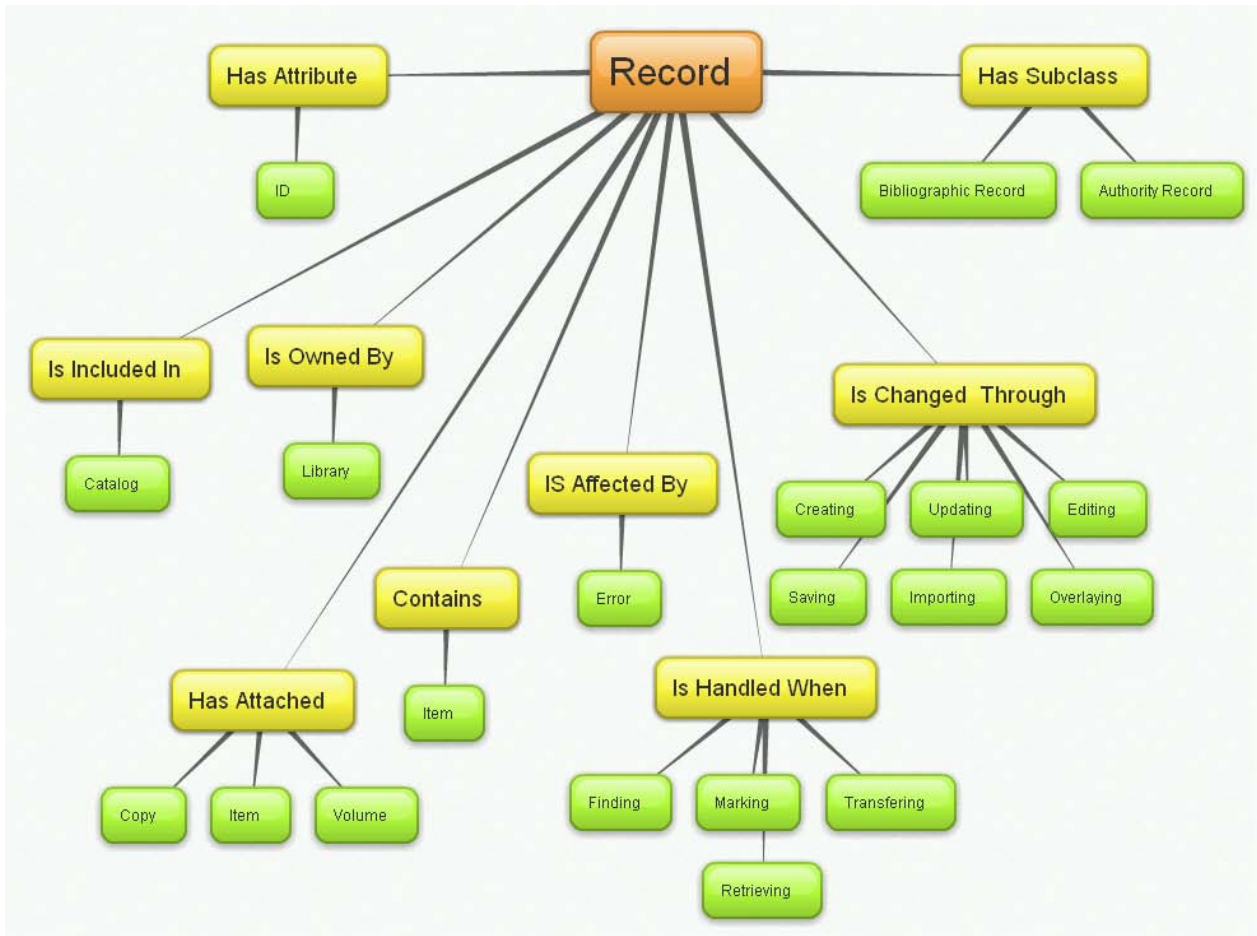 Record
Has Attribute
Has Subclass
ID
Bibliographic Record
Authority Record
Is Included In
Is Owned By
Is Changed  Through
Catalog
Library
IS Affected By
Creating
Updating
Editing
Contains
Error
Saving
Importing
Overlaying
Has Attached
Item
Is Handled When
Copy
Item
Volume
Finding
Marking
Transfering
Retrieving